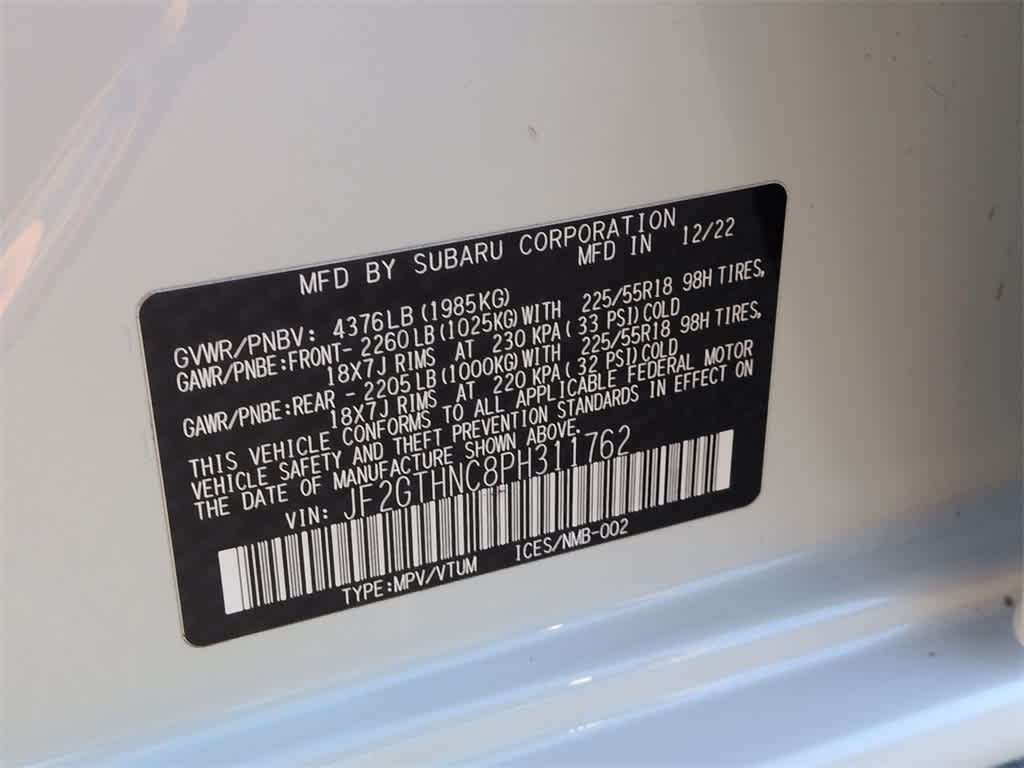 MFD BY SUBARU CORPORATION
MFD IN 12/22
GVWR/PNBV: 4376LB(1985KG)
GAWR/PNBE:FRONT- 2260LB(1025KG)WITH 225/55R18 98H TIRES,
18X7J RIMS AT 230 KPA( 33 PSI)COLD
GAWR/PNBE:REAR - 2205LB(1000KG)WITH 225/55R18 98H TIRES,
18X7J RIMS AT 220 KPA( 32 PSI)COLD
THIS VEHICLE CONFORMS TO ALL APPLICABLE FEDERAL MOTOR
VEHICLE SAFETY AND THEFT PREVENTION STANDARDS IN EFFECT ON
THE DATE OF MANUFACTURE SHOWN ABOVE.
VIN: JF2GTHNC8PH311762
TYPE:MPV/VTUM ICES/NMB-002